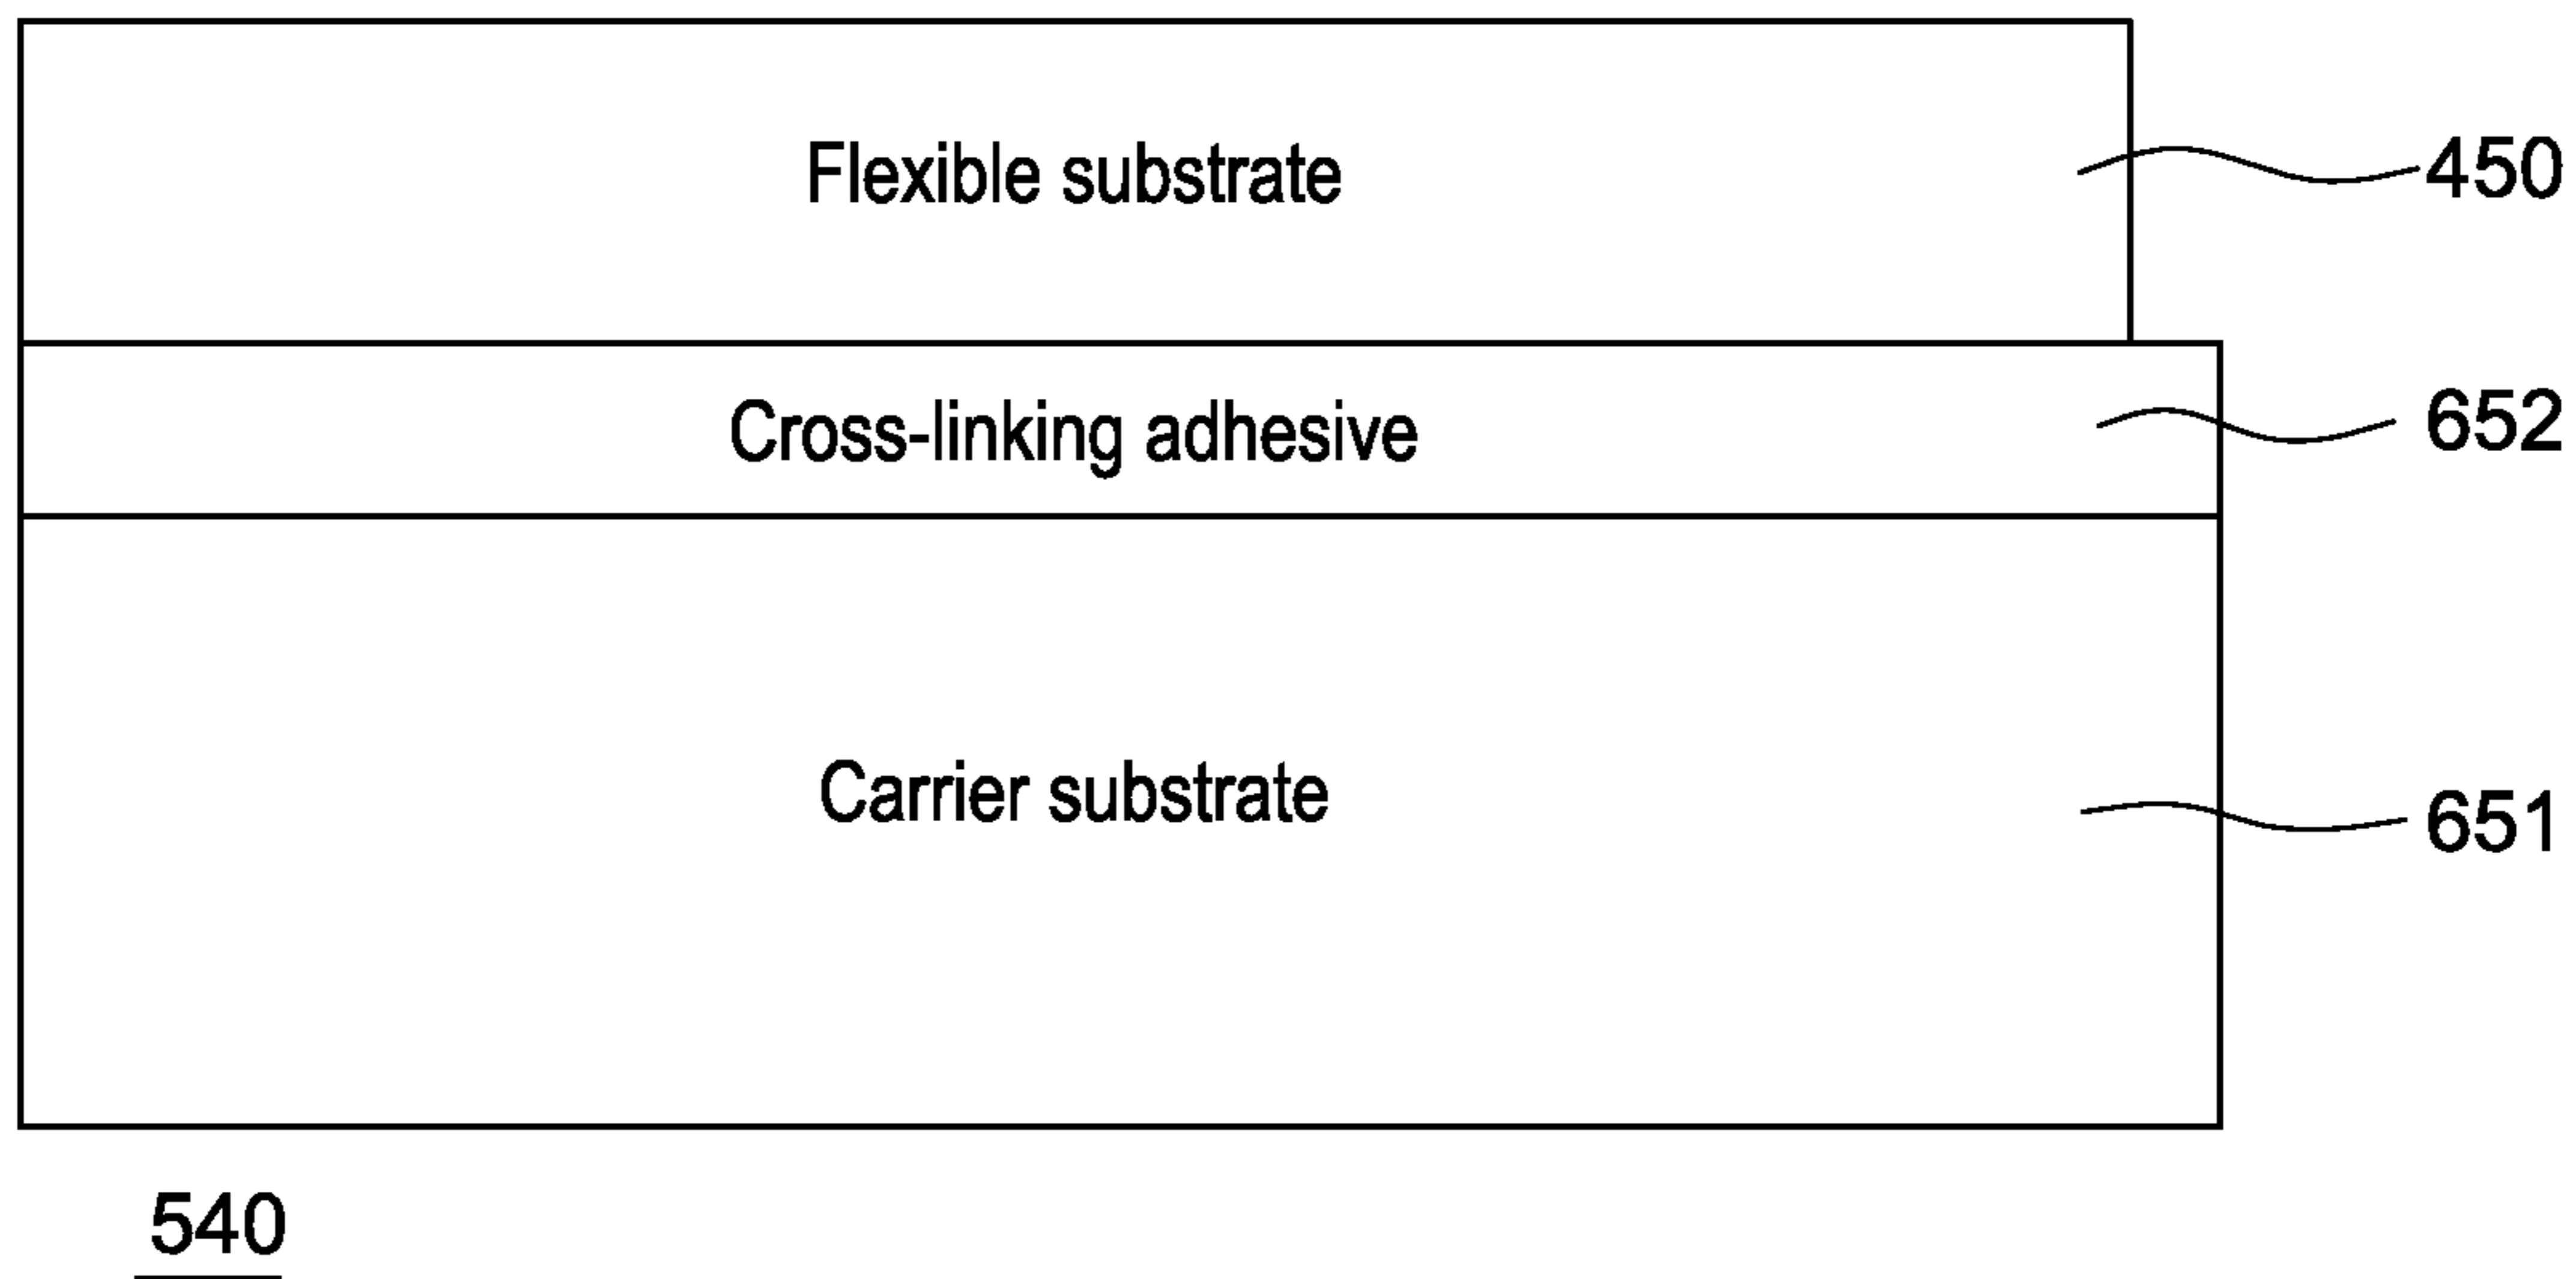 Flexible substrate
450
Cross-linking adhesive
652
Carrier substrate
651
540